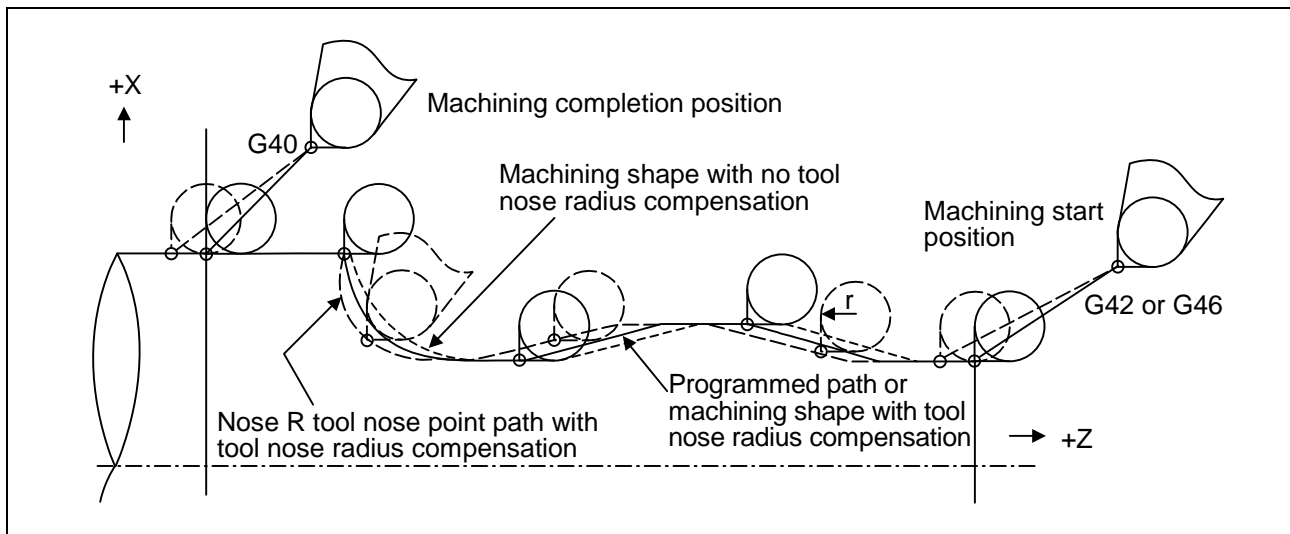 +X
Machining completion position
G40
Machining shape with no tool
nose radius compensation
Machining start
position
r
G42 or G46
Programmed path or
machining shape with tool
nose radius compensation
Nose R tool nose point path with
tool nose radius compensation
+Z